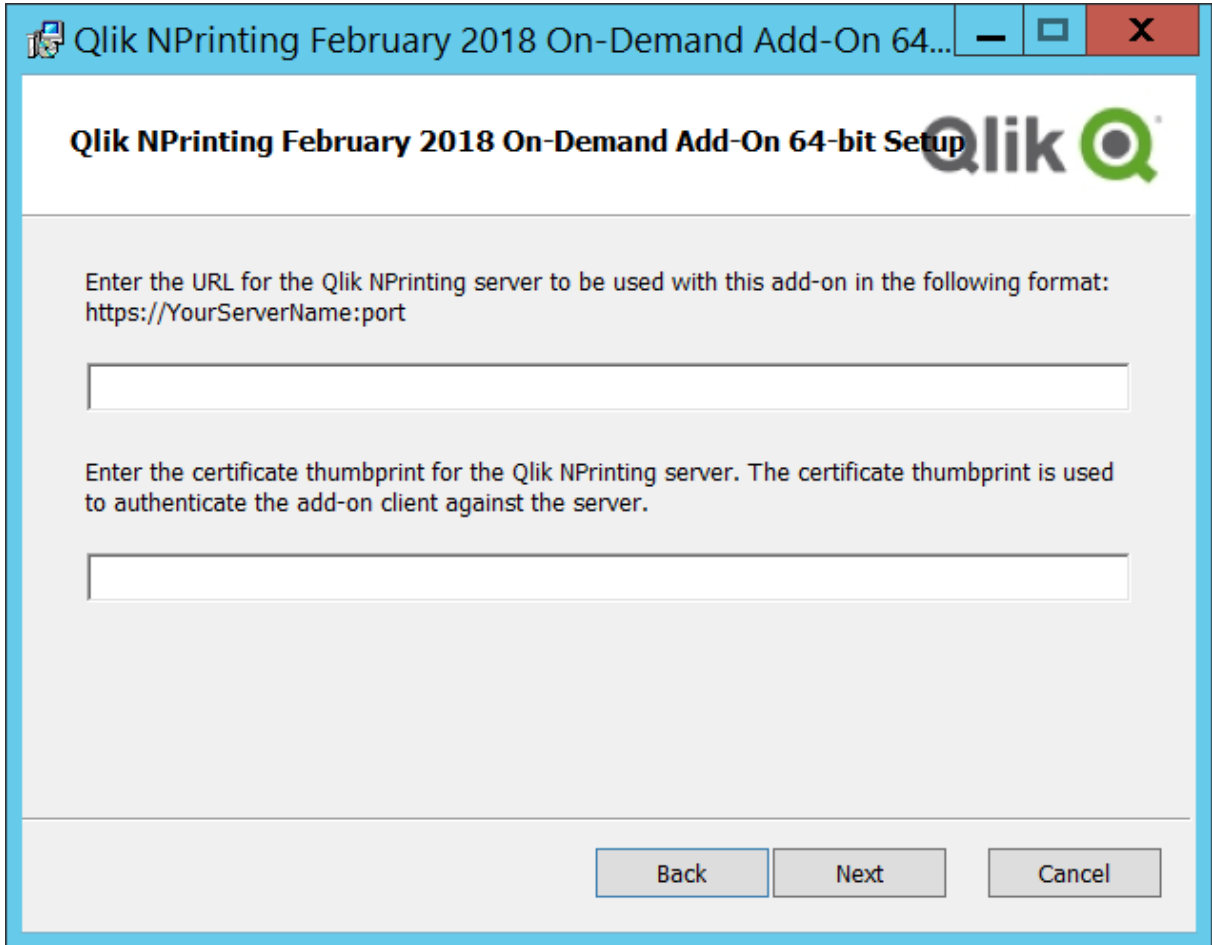 Qlik NPrinting February 2018 On-Demand Add-On 64...
Qlik NPrinting February 2018 On-Demand Add-On 64-bit Setup
Qlik
Enter the URL for the Qlik NPrinting server to be used with this add-on in the following format:
https://YourServerName:port
Enter the certificate thumbprint for the Qlik NPrinting server. The certificate thumbprint is used
to authenticate the add-on client against the server.
Back Next Cancel